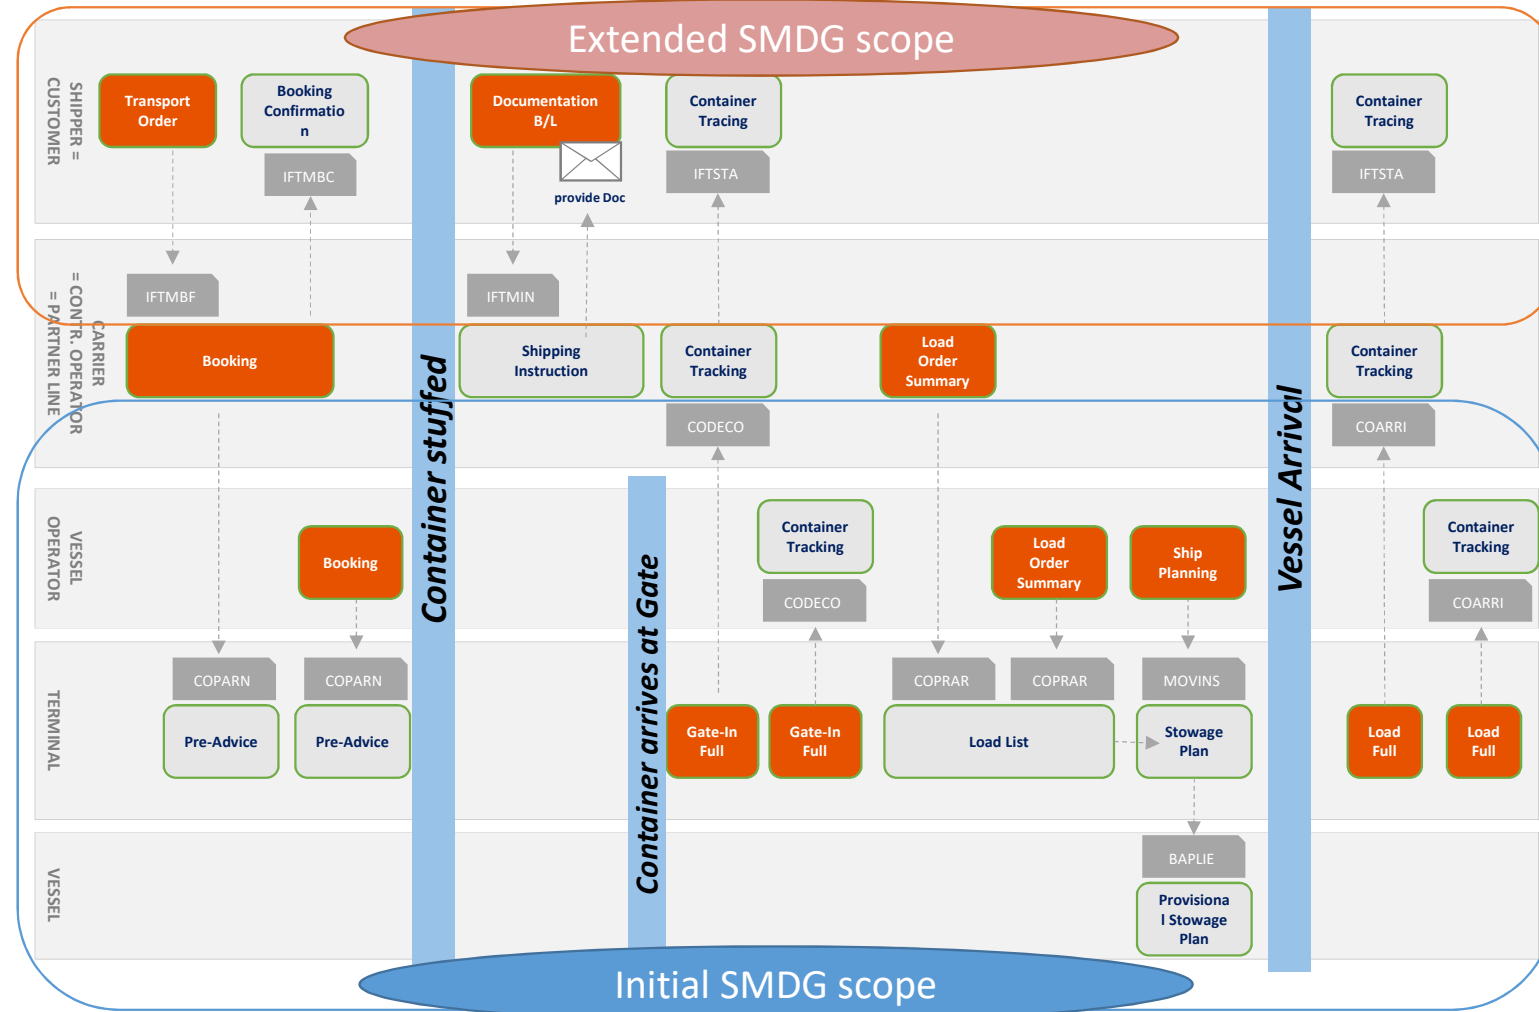 Extended SMDG scope
SHIPPER =
CUSTOMER
Transport
Order
Booking
Confirmatio
n
IFTMBC
Documentation
B/L
provide Doc
Container
Tracing
IFTSTA
Container
Tracing
IFTSTA
CARRIER
= CONTR. OPERATOR
= PARTNER LINE
IFTMBF
Booking
IFTMIN
Shipping
Instruction
Container
Tracking
CODECO
Load
Order
Summary
Container
Tracking
COARRI
Container stuffed
Container arrives at Gate
Vessel Arrival
VESSEL
OPERATOR
Booking
Container
Tracking
CODECO
Load
Order
Summary
Ship
Planning
Container
Tracking
COARRI
TERMINAL
COPARN
Pre-Advice
COPARN
Pre-Advice
Gate-In
Full
Gate-In
Full
COPRAR
COPRAR
Load List
MOVINS
Stowage
Plan
Load
Full
Load
Full
VESSEL
BAPLIE
Provisiona
l Stowage
Plan
Initial SMDG scope